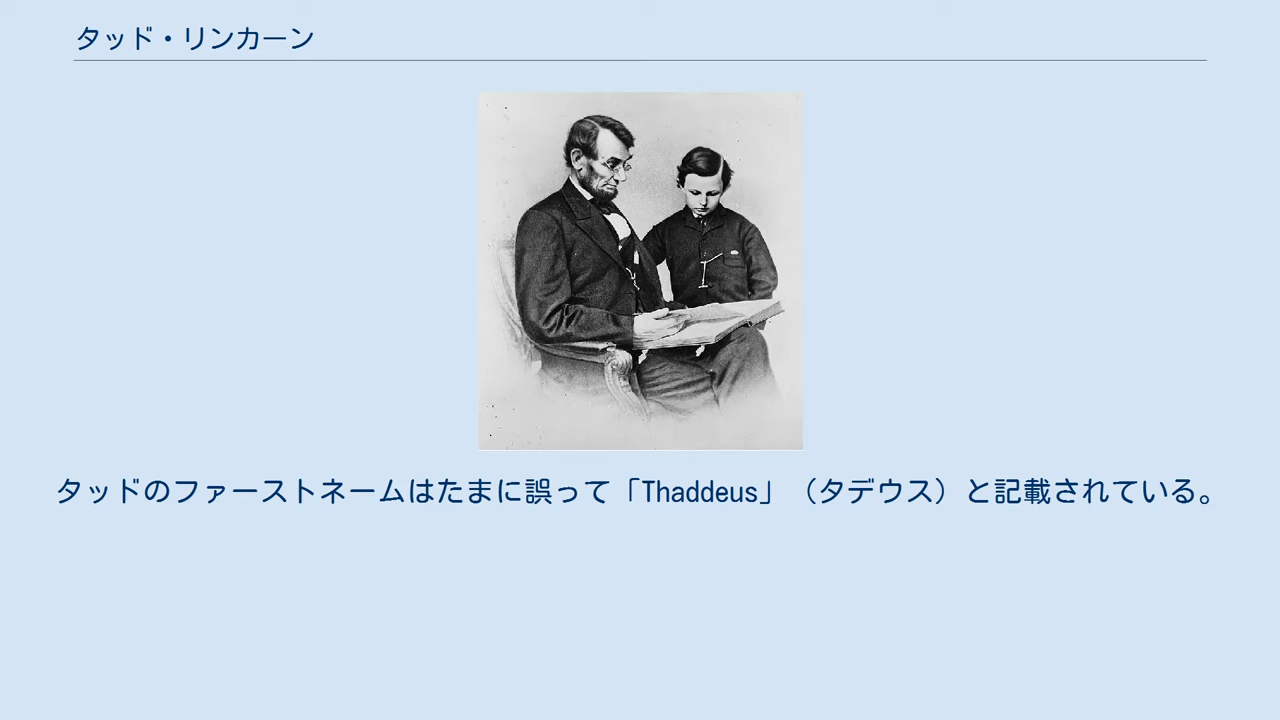 タッド・リンカーン
タッドのファーストネームはたまに誤って「Thaddeus」（タデウス）と記載されている。